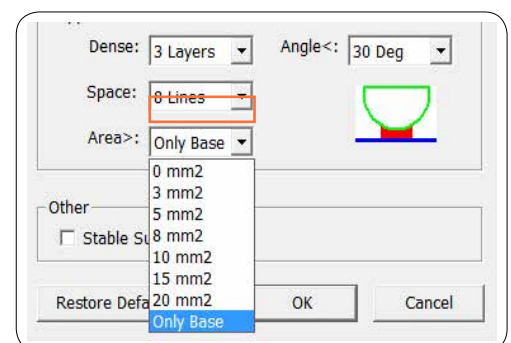 Dense: 3 Layers Angle<: 30 Deg
Space: 8 Lines
Area>: Only Base
0 mm2
3 mm2
Other
5 mm2
Stable Su 8 mm2
10 mm2
15 mm2
Restore Defa 20 mm2 OK Cancel
Only Base